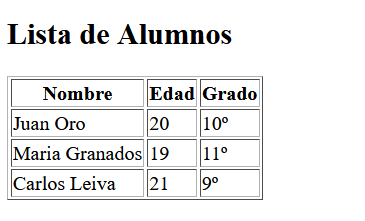 Lista de Alumnos
Nombre Edad Grado
Juan Oro 20 10º
Maria Granados 19 11º
Carlos Leiva 21 9º